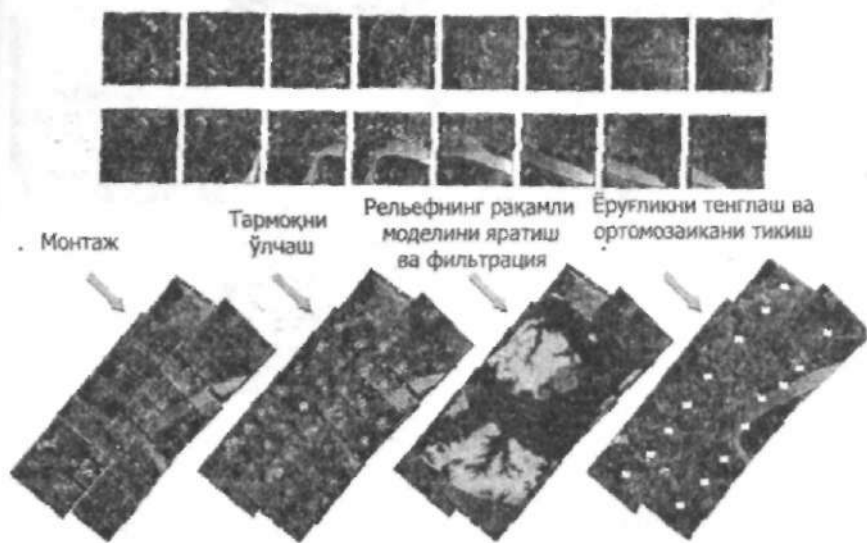 Монтаж
Тармоқни
ўлчаш
Рельефнинг рақамли
моделини яратиш
ва фильтрация
Ёруғликни тенглаш ва
ортомозаикани тикиш